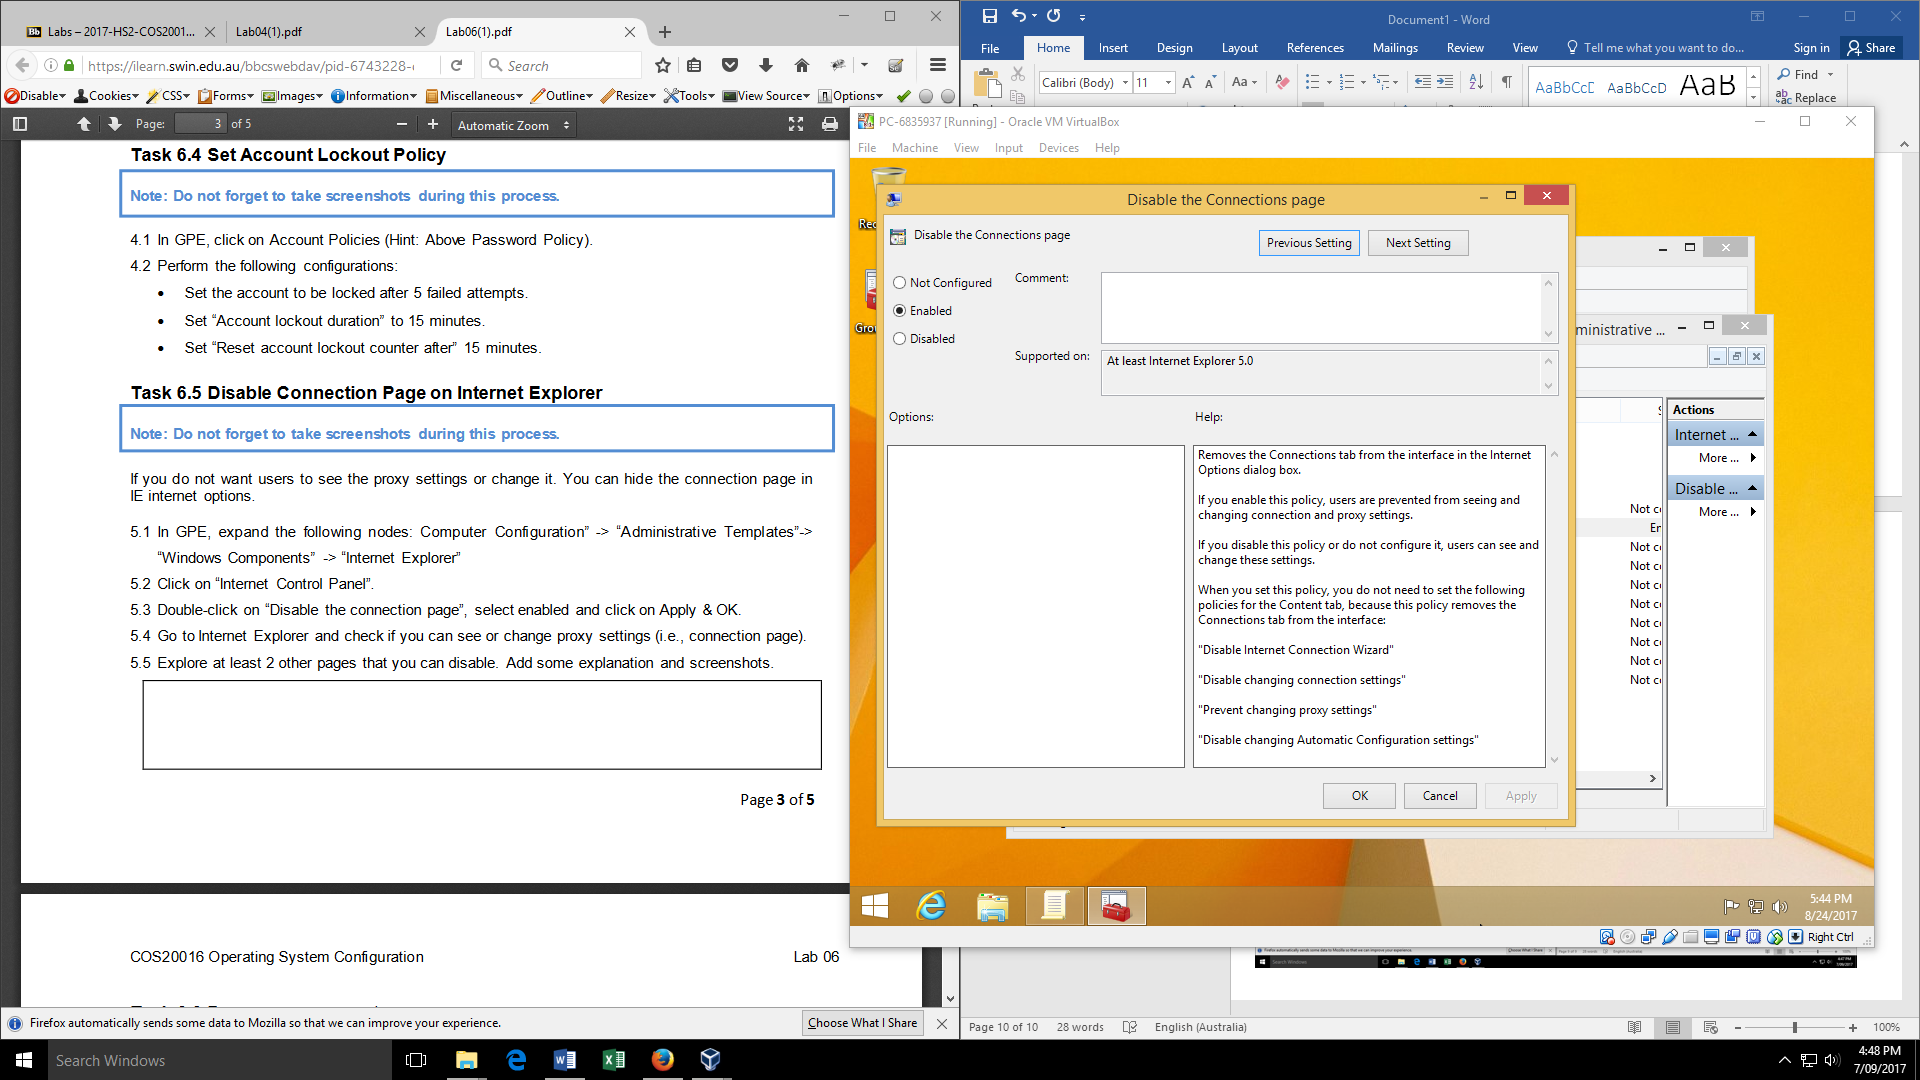 Labs – 2017-HS2-COS2001...
Lab04(1).pdf
Lab06(1).pdf
https://ilearn.swin.edu.au/bbcswebdav/pid-6743228-
Search
Disable
Cookies
CSS
Forms
Images
Information
Miscellaneous
Outline
Resize
Tools
View Source
Options
Page:
3
of 5
Automatic Zoom
Task 6.4 Set Account Lockout Policy
Note: Do not forget to take screenshots during this process.
4.1 In GPE, click on Account Policies (Hint: Above Password Policy).
4.2 Perform the following configurations:
• Set the account to be locked after 5 failed attempts.
• Set “Account lockout duration” to 15 minutes.
• Set “Reset account lockout counter after” 15 minutes.
Task 6.5 Disable Connection Page on Internet Explorer
Note: Do not forget to take screenshots during this process.
If you do not want users to see the proxy settings or change it. You can hide the connection page in
IE internet options.
5.1 In GPE, expand the following nodes: Computer Configuration” -> “Administrative Templates”->
“Windows Components” -> “Internet Explorer”
5.2 Click on “Internet Control Panel”.
5.3 Double-click on “Disable the connection page”, select enabled and click on Apply & OK.
5.4 Go to Internet Explorer and check if you can see or change proxy settings (i.e., connection page).
5.5 Explore at least 2 other pages that you can disable. Add some explanation and screenshots.
Page 3 of 5
COS20016 Operating System Configuration
Lab 06
Firefox automatically sends some data to Mozilla so that we can improve your experience.
Choose What I Share
Document1 - Word
File
Home
Insert
Design
Layout
References
Mailings
Review
View
Tell me what you want to do...
Sign in
Share
Calibri (Body)
11
Aa
AaBbCcDc
AaBbCcD
AaB
Find
Replace
PC-6835937 [Running] - Oracle VM VirtualBox
File
Machine
View
Input
Devices
Help
Rec
Gro
Disable the Connections page
Disable the Connections page
Previous Setting
Next Setting
Not Configured
Enabled
Disabled
Comment:
Supported on:
At least Internet Explorer 5.0
Options:
Help:
Removes the Connections tab from the interface in the Internet
Options dialog box.
If you enable this policy, users are prevented from seeing and
changing connection and proxy settings.
If you disable this policy or do not configure it, users can see and
change these settings.
When you set this policy, you do not need to set the following
policies for the Content tab, because this policy removes the
Connections tab from the interface:
"Disable Internet Connection Wizard"
"Disable changing connection settings"
"Prevent changing proxy settings"
"Disable changing Automatic Configuration settings"
OK
Cancel
Apply
ministrative ...
S
Actions
Internet ...
More ...
Disable ...
More ...
Not c
En
Not c
Not c
Not c
Not c
Not c
Not c
Not c
Not c
5:44 PM
8/24/2017
Right Ctrl
Page 10 of 10
28 words
English (Australia)
100%
Search Windows
4:48 PM
7/09/2017